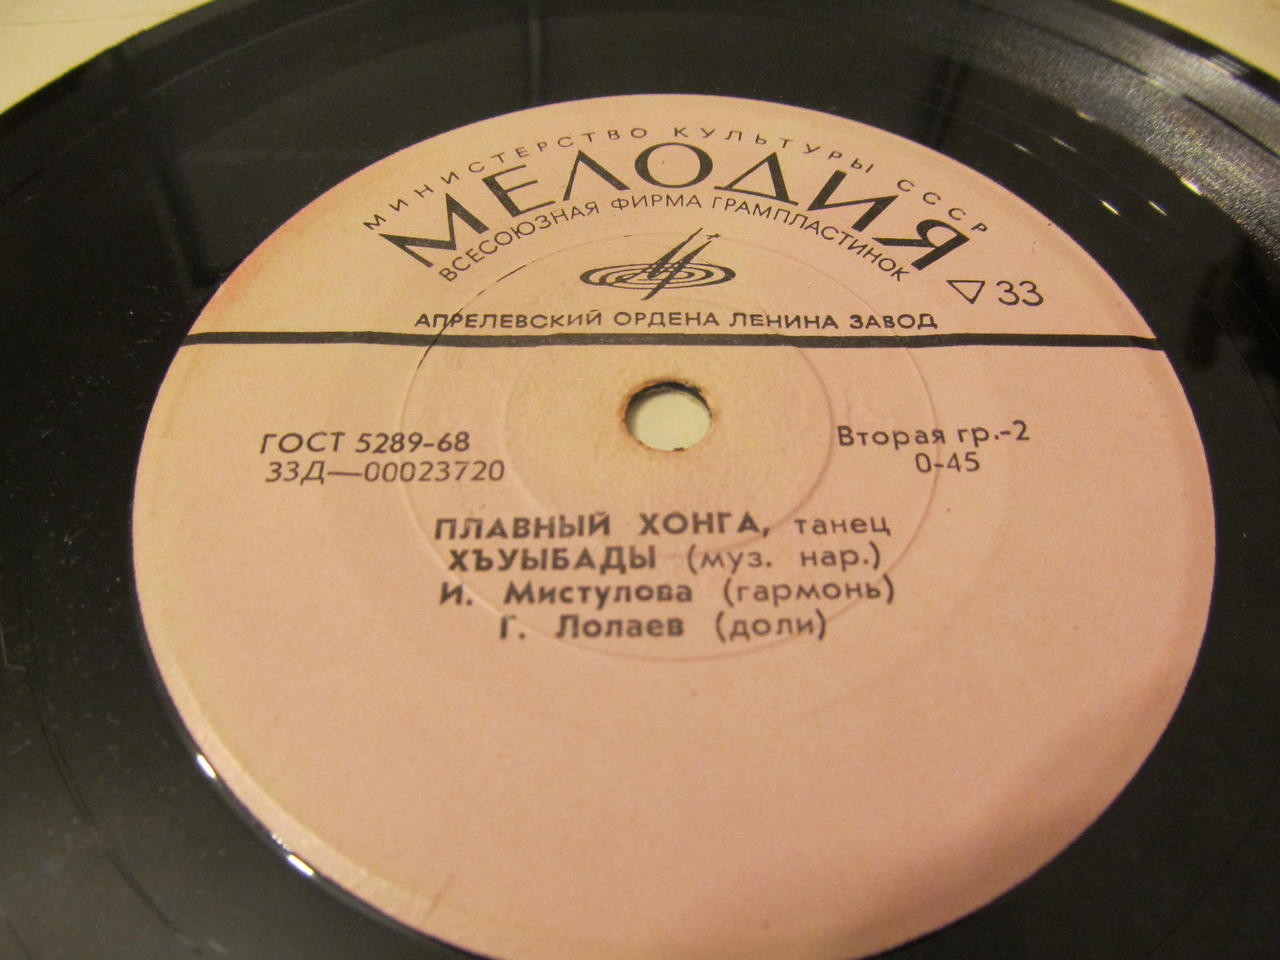 МИНИСТЕРСТВО КУЛЬТУРЫ СССР
МЕЛОДИЯ
ВСЕСОЮЗНАЯ ФИРМА ГРАМПЛАСТИНОК
33
АПРЕЛЕВСКИЙ ОРДЕНА ЛЕНИНА ЗАВОД
ГОСТ 5289-68
33Д—00023720
Вторая гр.-2
0-45
ПЛАВНЫЙ ХОНГА, танец
ХЪУЫБАДЫ (муз. нар.)
И. Мистулова (гармонь)
Г. Лолаев (доли)